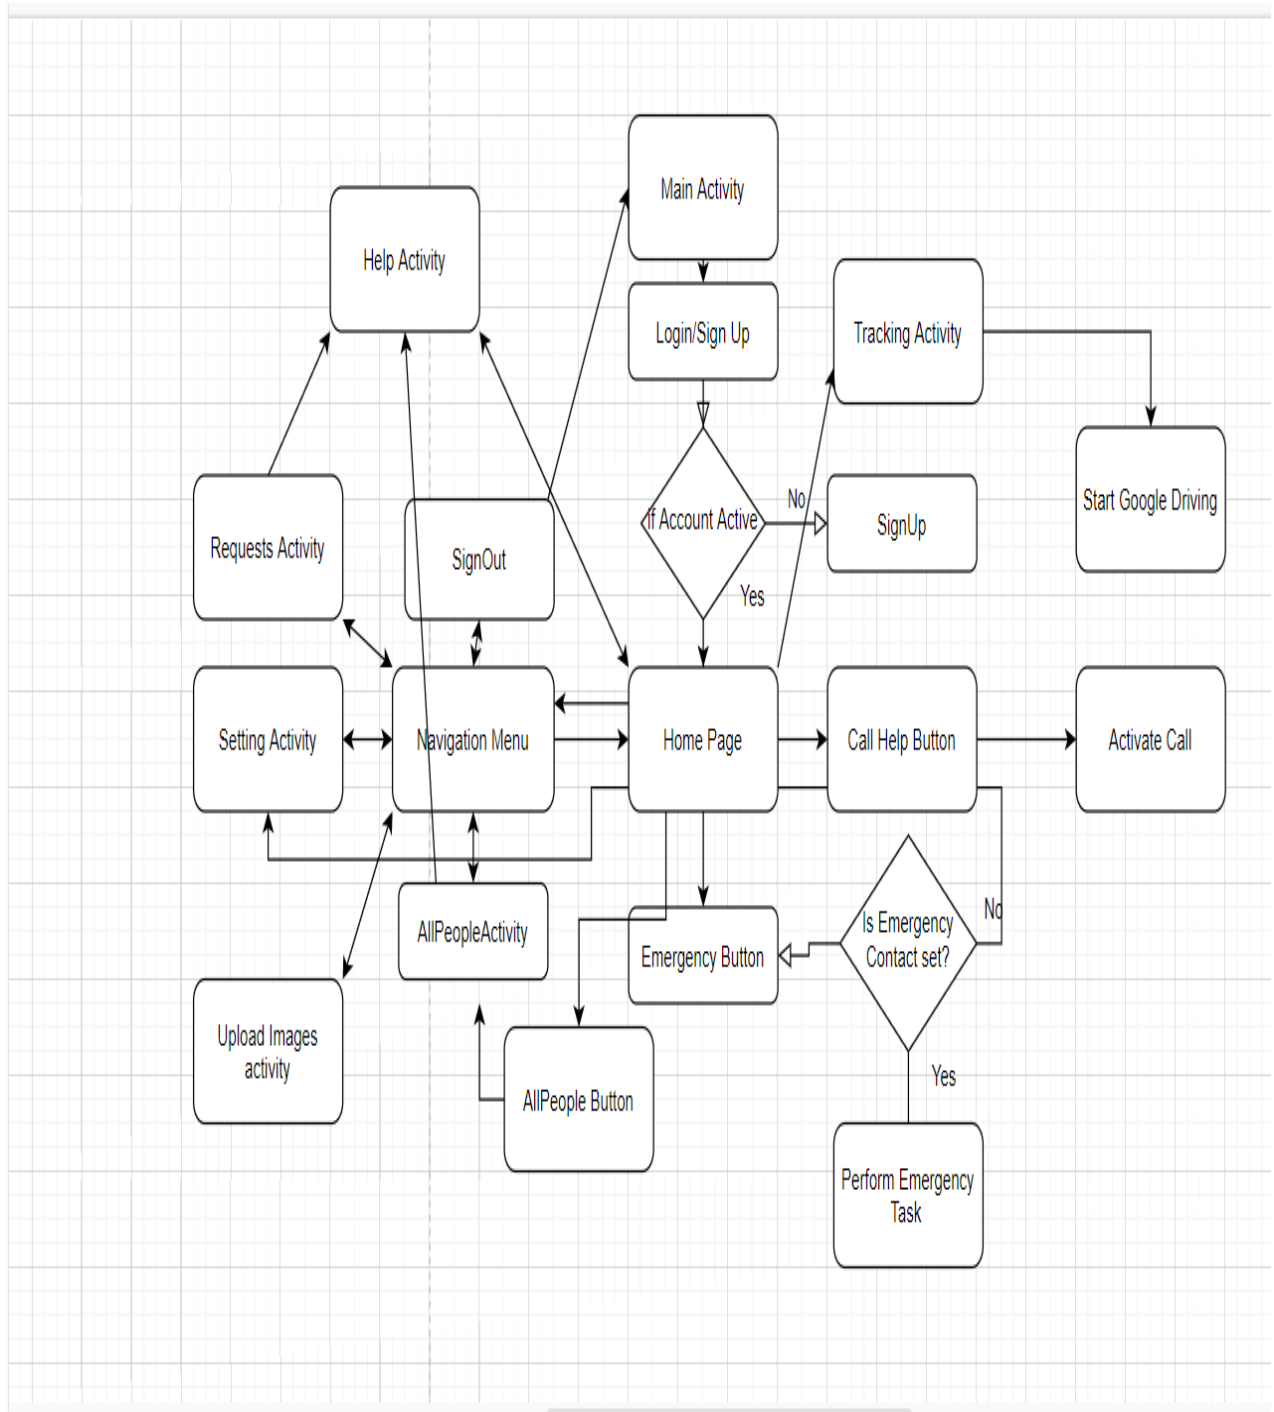 Main Activity
Help Activity
Login/Sign Up
Tracking Activity
Start Google Driving
No
If Account Active
SignUp
Requests Activity
SignOut
Yes
Setting Activity
Navigation Menu
Home Page
Call Help Button
Activate Call
No
Is Emergency
Contact set?
AllPeopleActivity
Emergency Button
Upload Images
activity
Yes
AllPeople Button
Perform Emergency
Task